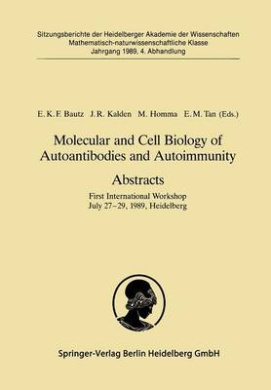 Sitzungsberichte der Heidelberger Akademie der Wissenschaften
Mathematisch-naturwissenschaftliche Klasse
Jahrgang 1989, 4. Abhandlung
E. K. F. Bautz J. R. Kalden M. Homma E. M. Tan (Eds.)
Molecular and Cell Biology of
Autoantibodies and Autoimmunity
Abstracts
First International Workshop
July 27–29, 1989, Heidelberg
Springer-Verlag Berlin Heidelberg GmbH